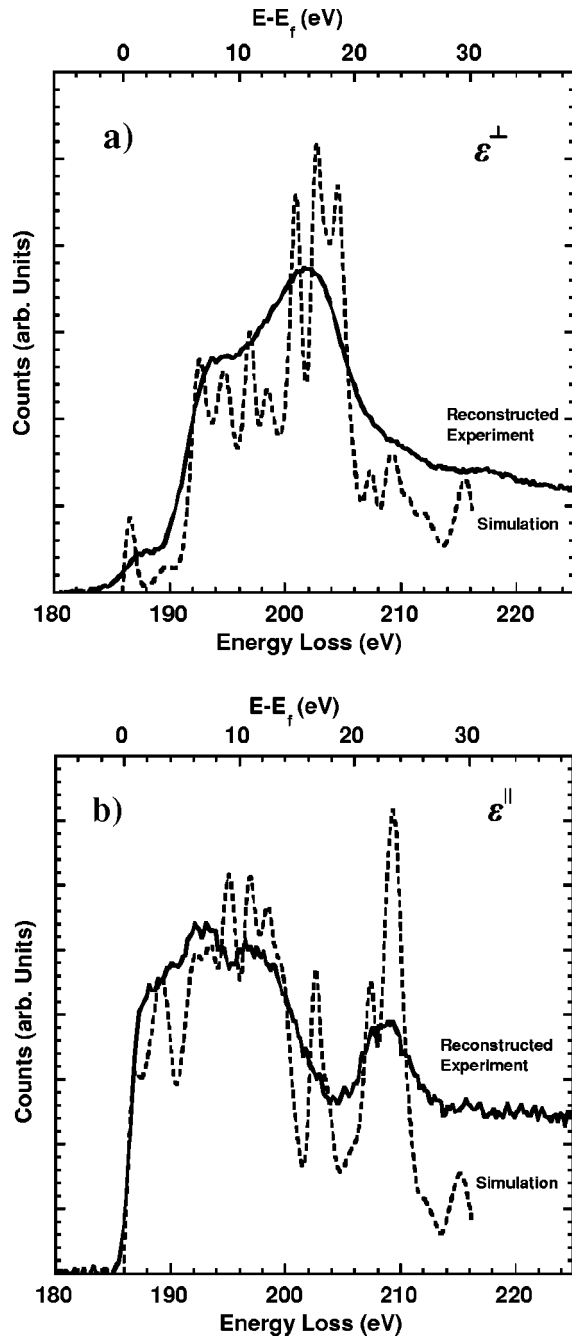 E-E_f (eV)
0 10 20 30
a)
ε^⊥
Counts (arb. Units)
Reconstructed
Experiment
Simulation
180 190 200 210 220
Energy Loss (eV)
E-E_f (eV)
0 10 20 30
b)
ε^||
Counts (arb. Units)
Reconstructed
Experiment
Simulation
180 190 200 210 220
Energy Loss (eV)